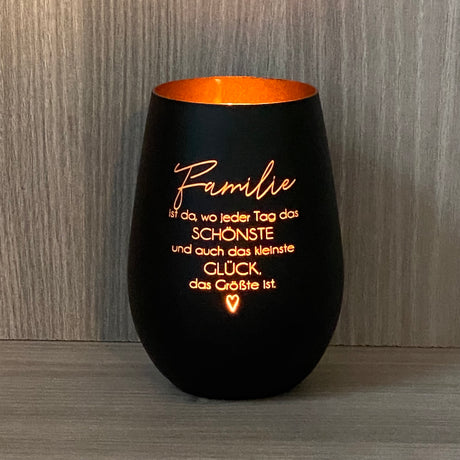 Familie
ist da, wo jeder Tag das
SCHÖNSTE
und auch das kleinste
GLÜCK,
das Größte ist.